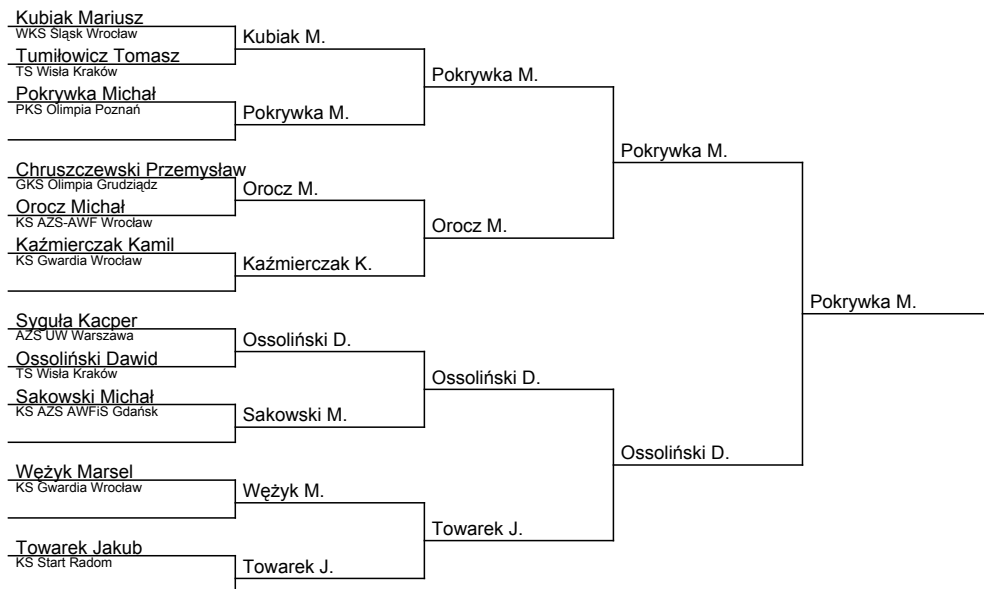 Kubiak Mariusz
WKS Śląsk Wrocław
Tumiłowicz Tomasz
TS Wisła Kraków
Pokrywka Michał
PKS Olimpia Poznań
Chruszczewski Przemysław
GKS Olimpia Grudziądz
Orocz Michał
KS AZS-AWF Wrocław
Kaźmierczak Kamil
KS Gwardia Wrocław
Syguła Kacper
AZS UW Warszawa
Ossoliński Dawid
TS Wisła Kraków
Sakowski Michał
KS AZS AWFiS Gdańsk
Wężyk Marsel
KS Gwardia Wrocław
Towarek Jakub
KS Start Radom
Kubiak M.
Pokrywka M.
Orocz M.
Kaźmierczak K.
Ossoliński D.
Sakowski M.
Wężyk M.
Towarek J.
Pokrywka M.
Orocz M.
Ossoliński D.
Towarek J.
Pokrywka M.
Ossoliński D.
Pokrywka M.